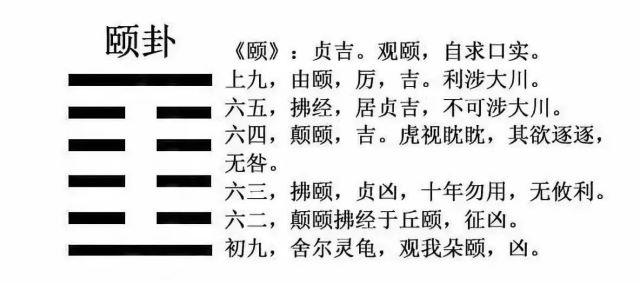 颐卦
《颐》：贞吉。观颐，自求口实。
上九，由颐，厉，吉。利涉大川。
六五，拂经，居贞吉，不可涉大川。
六四，颠颐，吉。虎视眈眈，其欲逐逐，
无咎。
六三，拂颐，贞凶，十年勿用，无攸利。
六二，颠颐拂经于丘颐，征凶。
初九，舍尔灵龟，观我朵颐，凶。